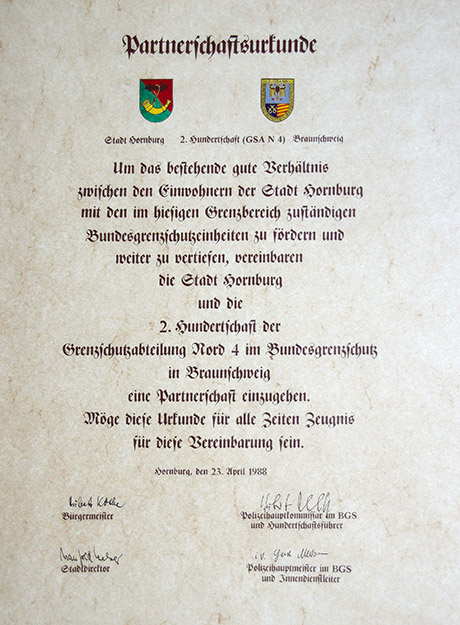 Partnerschaftsurkunde
Stadt Hornburg 2. Hundertschaft (GSA N 4) Braunschweig
Um das bestehende gute Verhältnis
zwischen den Einwohnern der Stadt Hornburg
mit den im hiesigen Grenzbereich zuständigen
Bundesgrenzschutzeinheiten zu fördern und
weiter zu vertiefen, vereinbaren
die Stadt Hornburg
und die
2. Hundertschaft der
Grenzschutzabteilung Nord 4 im Bundesgrenzschutz
in Braunschweig
eine Partnerschaft einzugehen.
Möge diese Urkunde für alle Zeiten Zeugnis
für diese Vereinbarung sein.
Hornburg, den 23. April 1988
Bürgermeister
Polizeihauptkommissar im BGS
und Hundertschaftsführer
Stadtdirektor
i.V.
Polizeihauptmeister im BGS
und Innendienstleiter